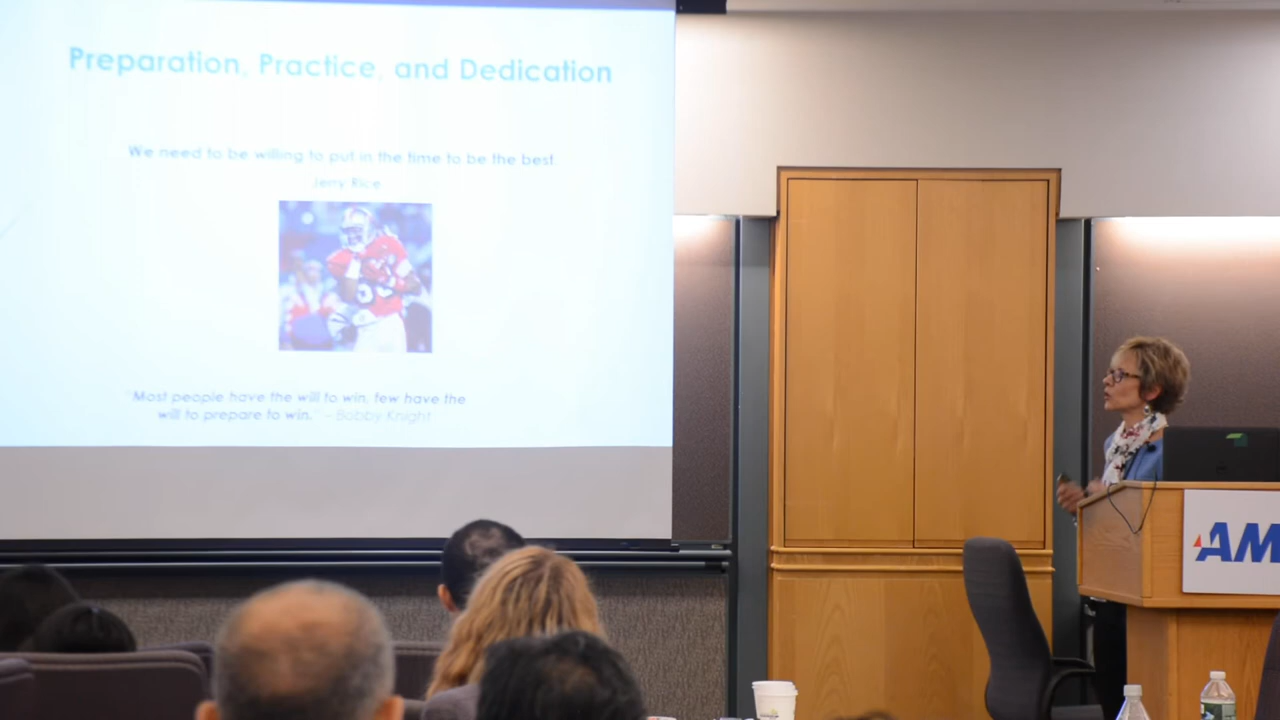 Preparation, Practice, and Dedication
We need to be willing to put in the time to be the best
Jerry Rice
"Most people have the will to win, few have the
will to prepare to win." – Bobby Knight
AM